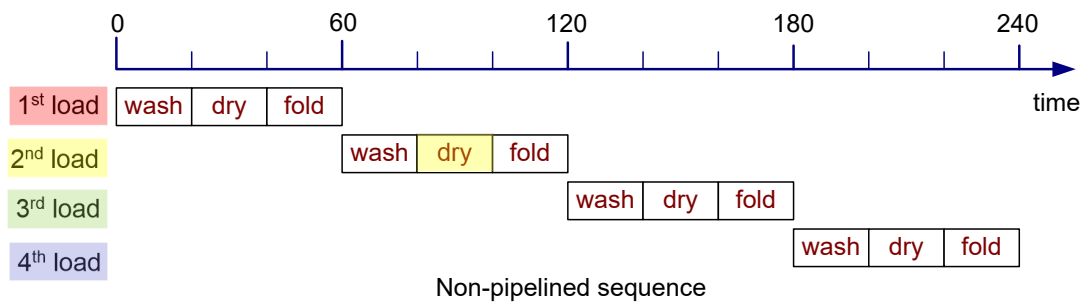 0 60 120 180 240
time
1st load wash dry fold
2nd load wash dry fold
3rd load wash dry fold
4th load wash dry fold
Non-pipelined sequence